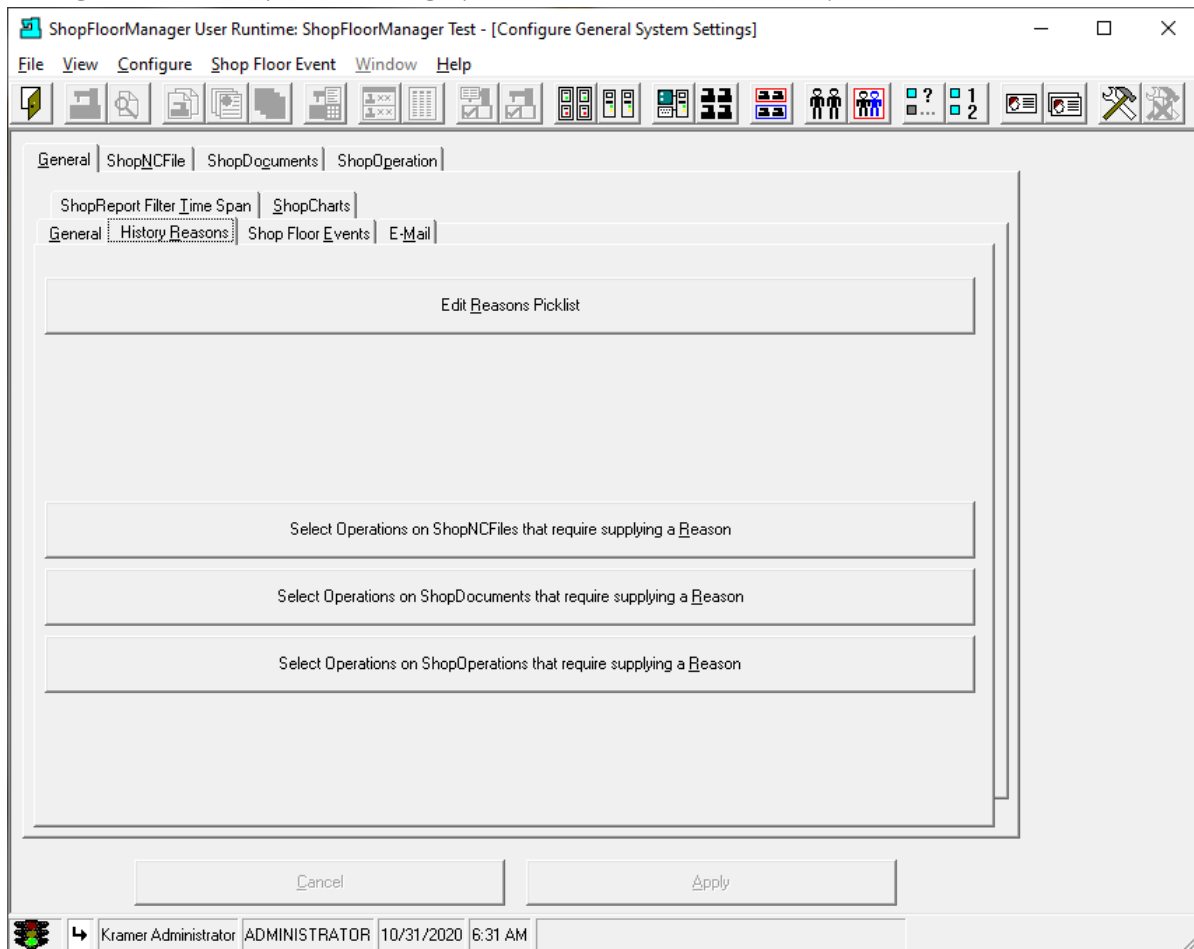 ShopFloorManager User Runtime: ShopFloorManager Test - [Configure General System Settings]
File View Configure Shop Floor Event Window Help
General ShopNCFile ShopDocuments ShopOperation
ShopReport Filter Time Span ShopCharts
General History Reasons Shop Floor Events E-Mail
Edit Reasons Picklist
Select Operations on ShopNCFiles that require supplying a Reason
Select Operations on ShopDocuments that require supplying a Reason
Select Operations on ShopOperations that require supplying a Reason
Cancel Apply
Kramer Administrator ADMINISTRATOR 10/31/2020 6:31 AM